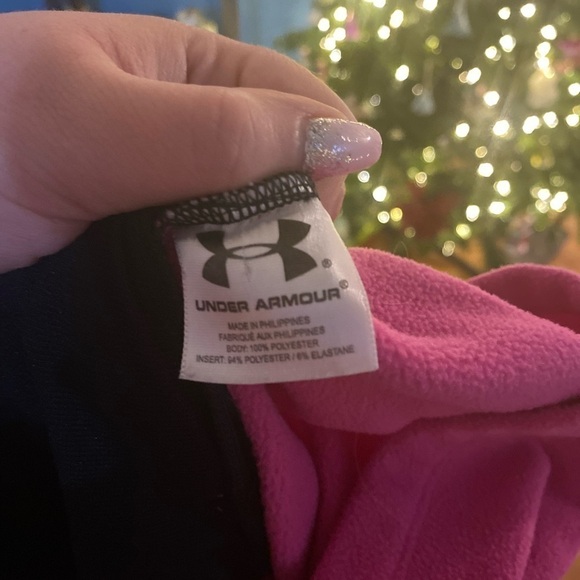 UNDER ARMOUR®
MADE IN PHILIPPINES
FABRIQUÉ AUX PHILIPPINES
BODY: 100% POLYESTER
INSERT: 94% POLYESTER / 6% ELASTANE